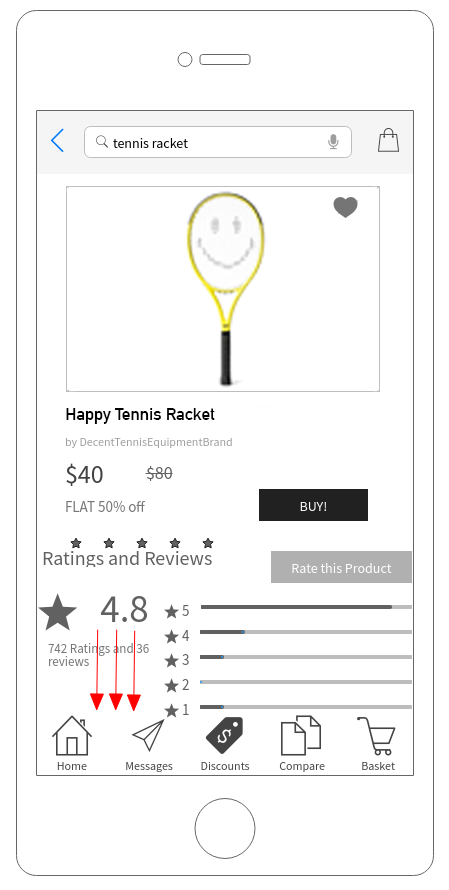 tennis racket
Happy Tennis Racket
by DecentTennisEquipmentBrand
$40 $80
FLAT 50% off
BUY!
Ratings and Reviews
Rate this Product
4.8
742 Ratings and 36
reviews
5
4
3
2
1
Home Messages Discounts Compare Basket